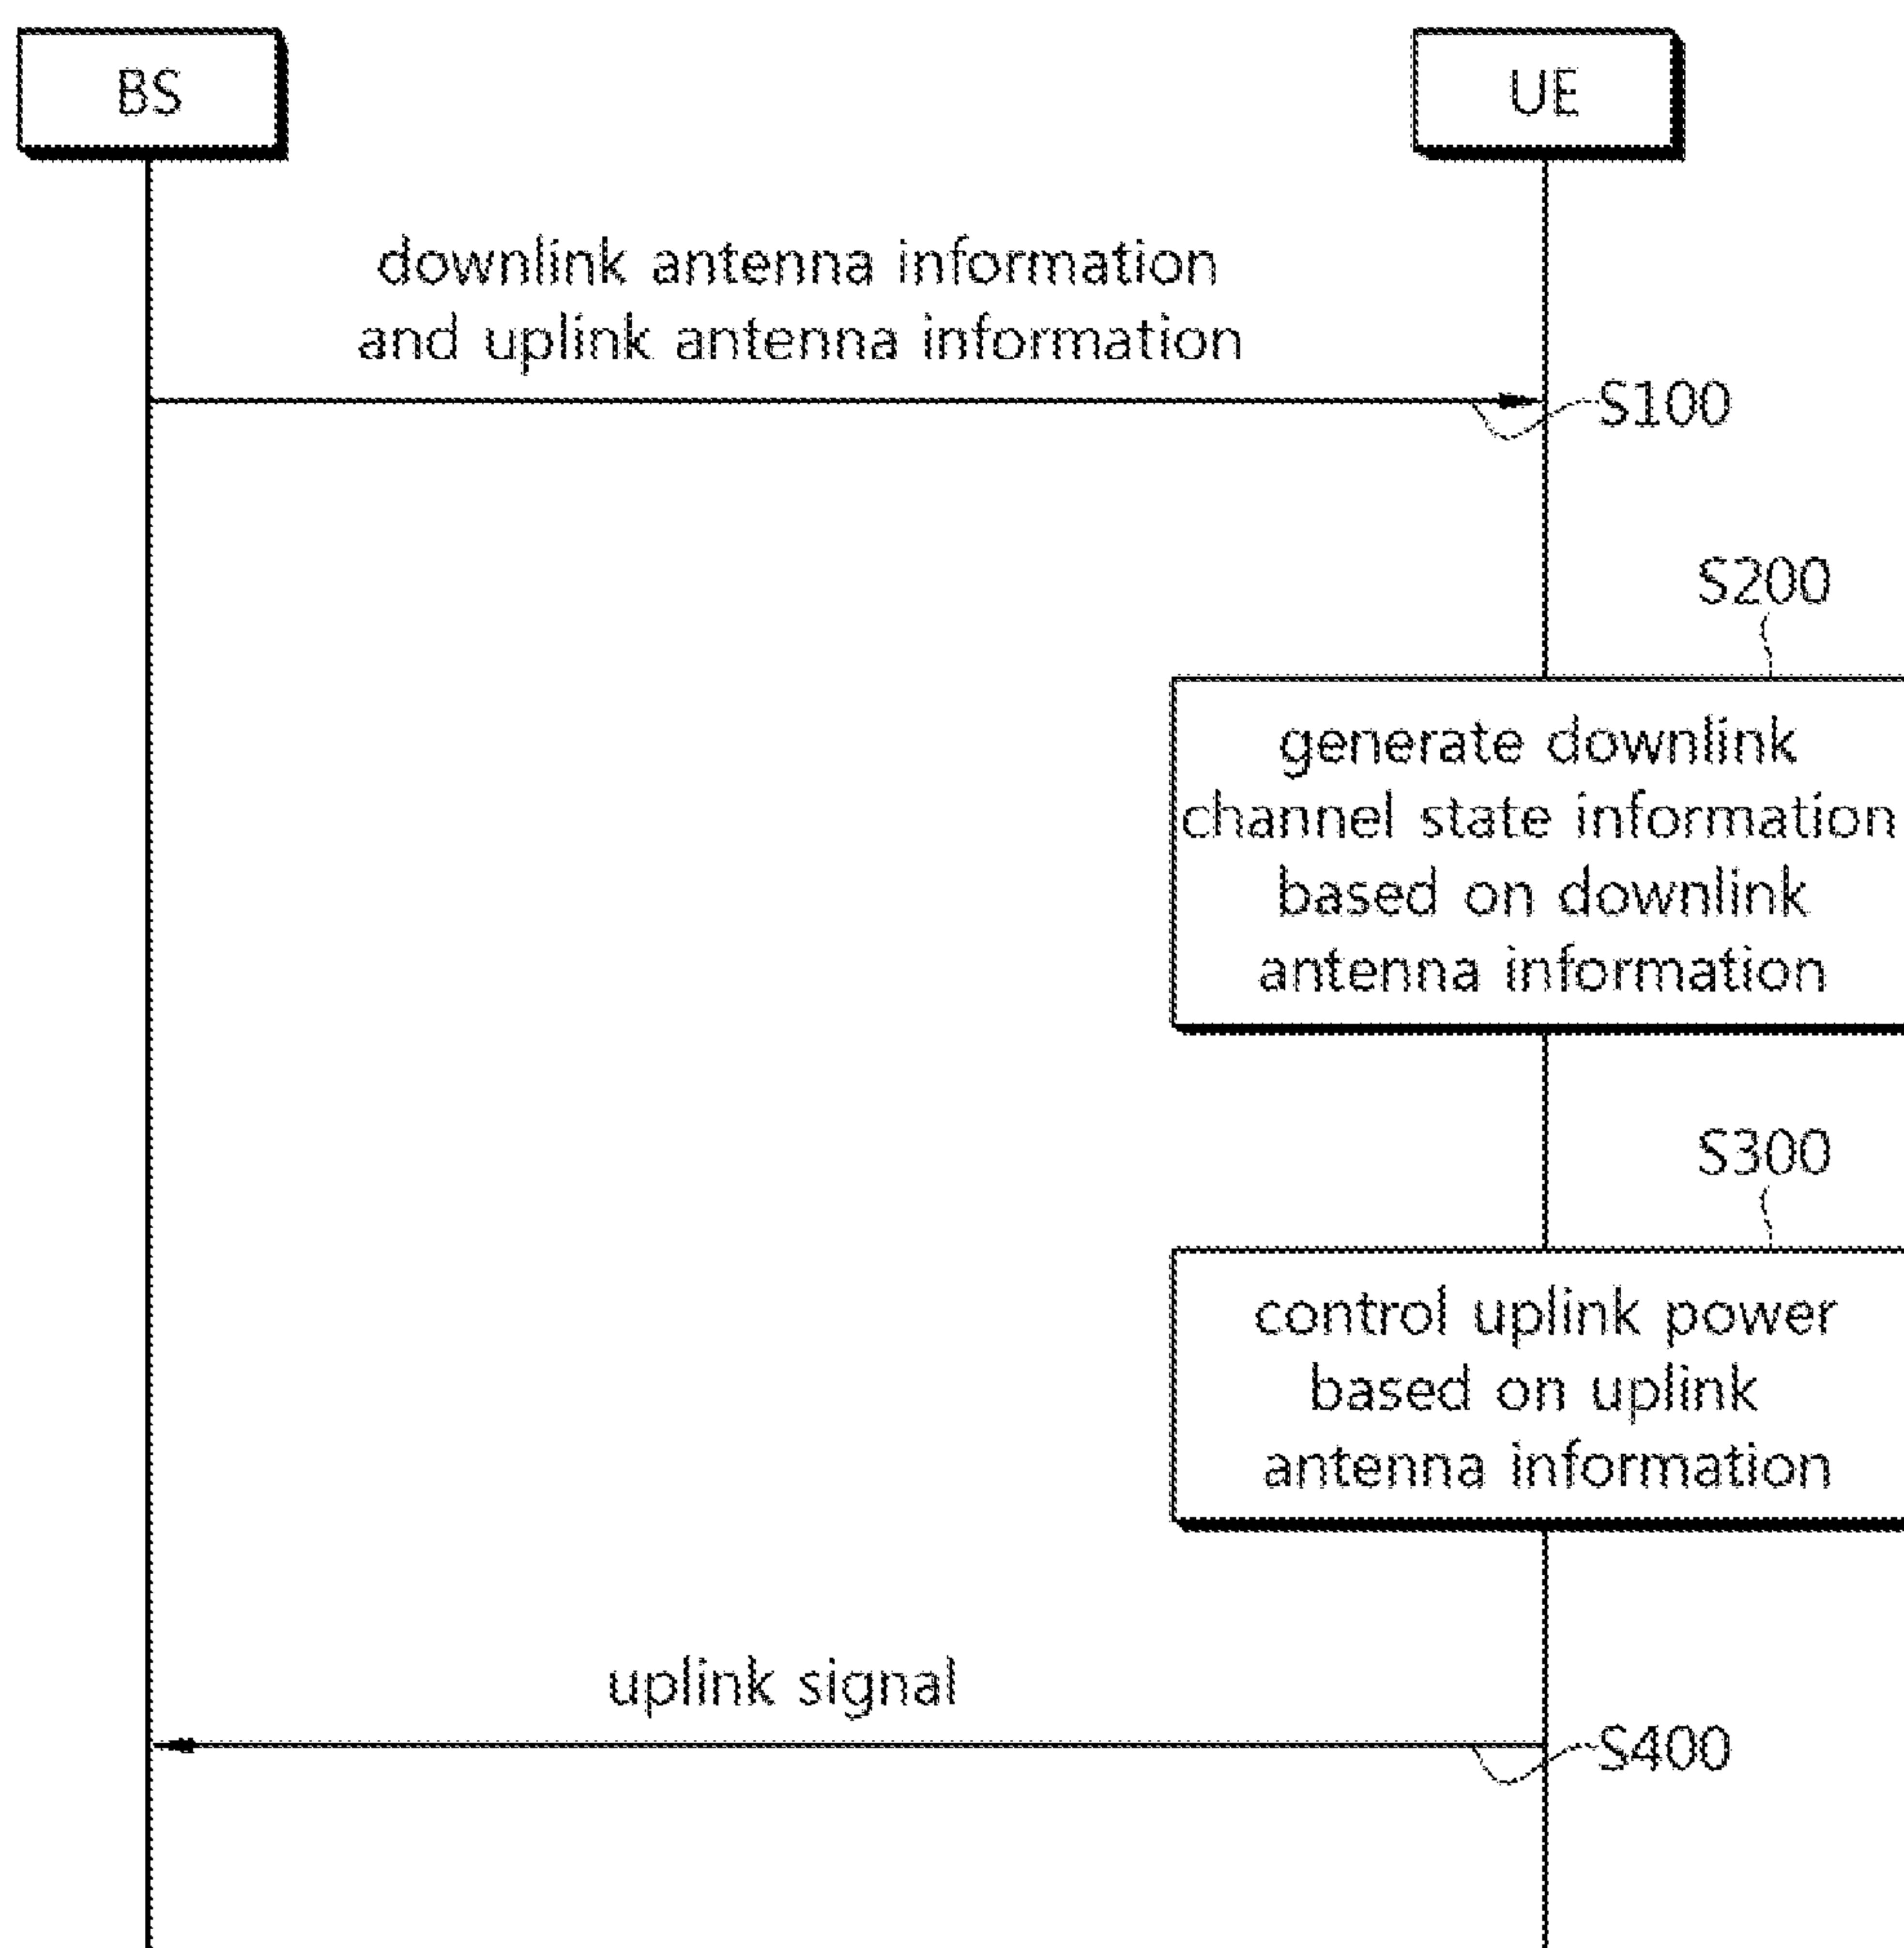 BS
UE
downlink antenna information
and uplink antenna information
S100
S200
generate downlink
channel state information
based on downlink
antenna information
S300
control uplink power
based on uplink
antenna information
uplink signal
S400